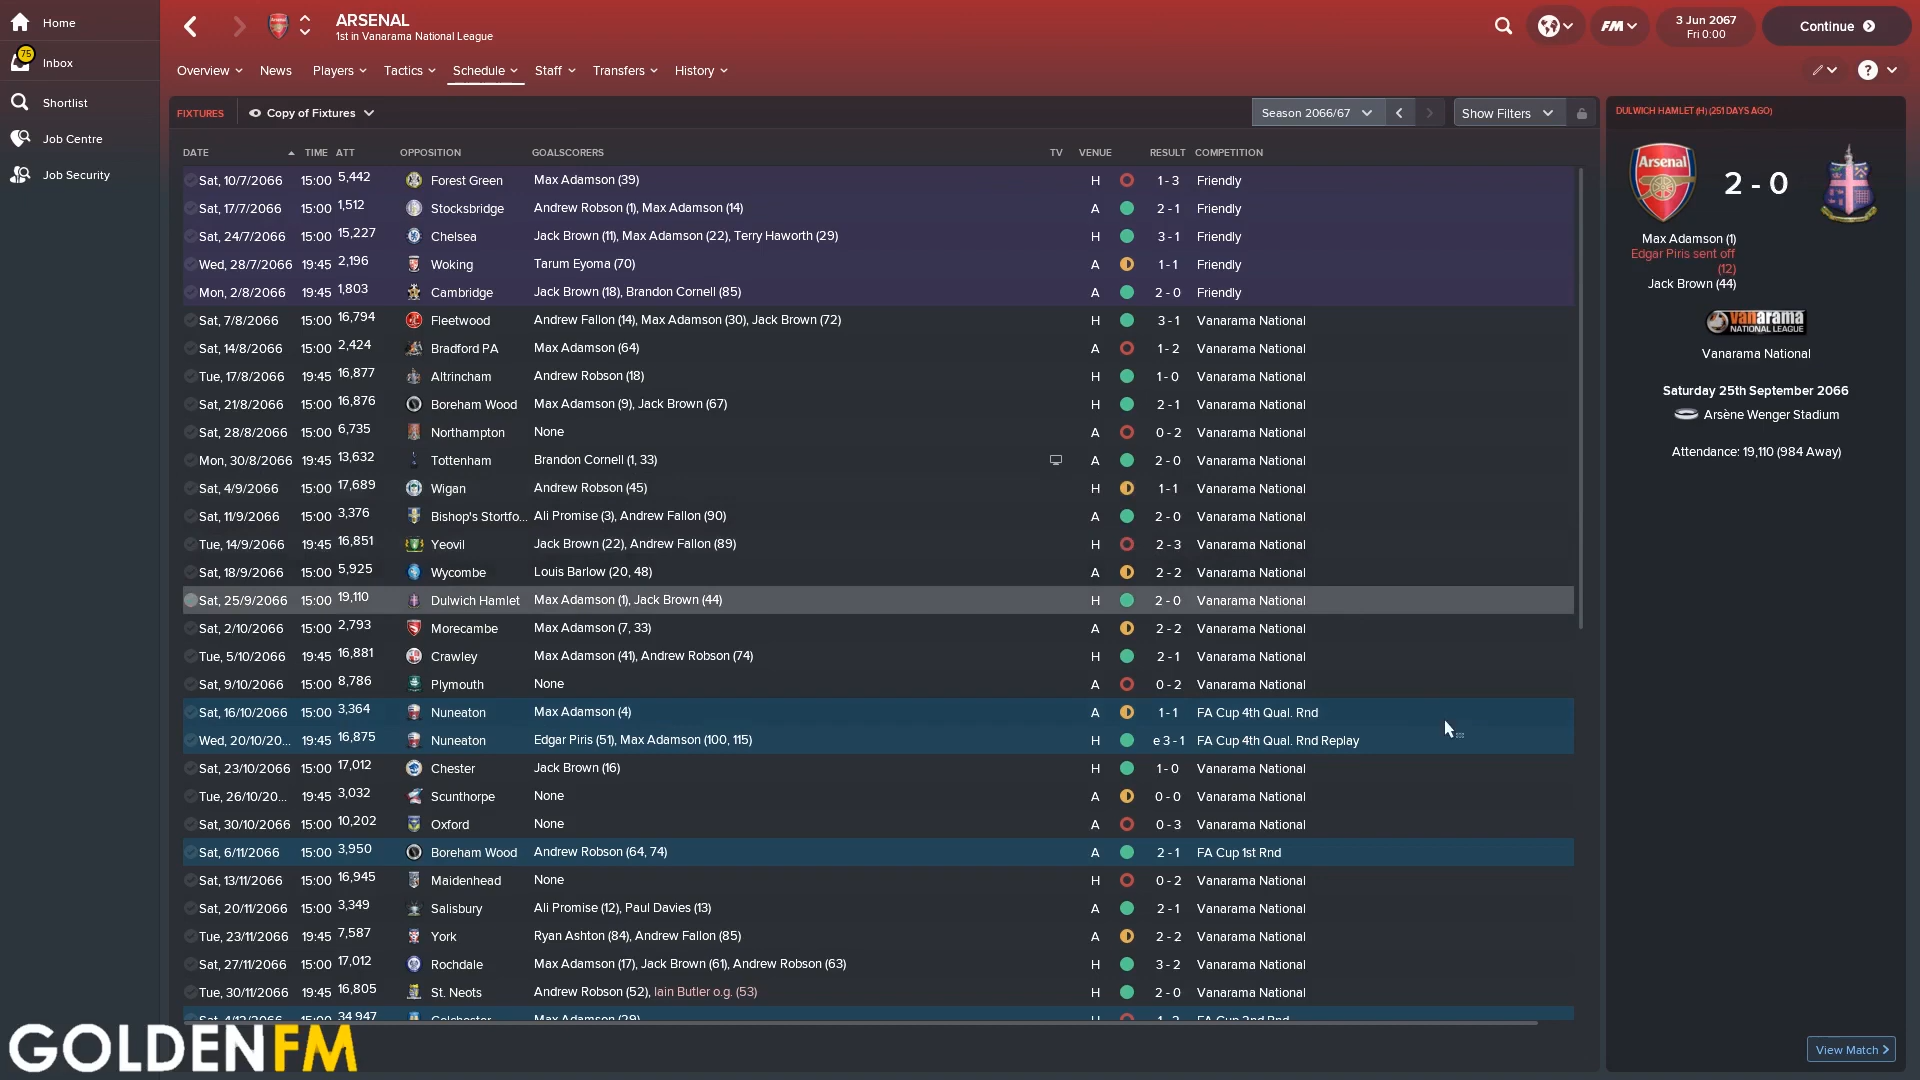 Home
75
Inbox
Shortlist
Job Centre
Job Security
ARSENAL
1st in Vanarama National League
FM
3 Jun 2067
Fri 0:00
Continue
Overview News Players Tactics Schedule Staff Transfers History
?
FIXTURES Copy of Fixtures Season 2066/67 Show Filters
DATE TIME ATT OPPOSITION GOALSCORERS TV VENUE RESULT COMPETITION
Sat, 10/7/2066 15:00 5,442 Forest Green Max Adamson (39) H 1 - 3 Friendly
Sat, 17/7/2066 15:00 1,512 Stocksbridge Andrew Robson (1), Max Adamson (14) A 2 - 1 Friendly
Sat, 24/7/2066 15:00 15,227 Chelsea Jack Brown (11), Max Adamson (22), Terry Haworth (29) H 3 - 1 Friendly
Wed, 28/7/2066 19:45 2,196 Woking Tarum Eyoma (70) A 1 - 1 Friendly
Mon, 2/8/2066 19:45 1,803 Cambridge Jack Brown (18), Brandon Cornell (85) A 2 - 0 Friendly
Sat, 7/8/2066 15:00 16,794 Fleetwood Andrew Fallon (14), Max Adamson (30), Jack Brown (72) H 3 - 1 Vanarama National
Sat, 14/8/2066 15:00 2,424 Bradford PA Max Adamson (64) A 1 - 2 Vanarama National
Tue, 17/8/2066 19:45 16,877 Altrincham Andrew Robson (18) H 1 - 0 Vanarama National
Sat, 21/8/2066 15:00 16,876 Boreham Wood Max Adamson (9), Jack Brown (67) H 2 - 1 Vanarama National
Sat, 28/8/2066 15:00 6,735 Northampton None A 0 - 2 Vanarama National
Mon, 30/8/2066 19:45 13,632 Tottenham Brandon Cornell (1, 33) A 2 - 0 Vanarama National
Sat, 4/9/2066 15:00 17,689 Wigan Andrew Robson (45) H 1 - 1 Vanarama National
Sat, 11/9/2066 15:00 3,376 Bishop's Stortfo... Ali Promise (3), Andrew Fallon (90) A 2 - 0 Vanarama National
Tue, 14/9/2066 19:45 16,851 Yeovil Jack Brown (22), Andrew Fallon (89) H 2 - 3 Vanarama National
Sat, 18/9/2066 15:00 5,925 Wycombe Louis Barlow (20, 48) A 2 - 2 Vanarama National
Sat, 25/9/2066 15:00 19,110 Dulwich Hamlet Max Adamson (1), Jack Brown (44) H 2 - 0 Vanarama National
Sat, 2/10/2066 15:00 2,793 Morecambe Max Adamson (7, 33) A 2 - 2 Vanarama National
Tue, 5/10/2066 19:45 16,881 Crawley Max Adamson (41), Andrew Robson (74) H 2 - 1 Vanarama National
Sat, 9/10/2066 15:00 8,786 Plymouth None A 0 - 2 Vanarama National
Sat, 16/10/2066 15:00 3,364 Nuneaton Max Adamson (4) A 1 - 1 FA Cup 4th Qual. Rnd
Wed, 20/10/20... 19:45 16,875 Nuneaton Edgar Piris (51), Max Adamson (100, 115) H e 3 - 1 FA Cup 4th Qual. Rnd Replay
Sat, 23/10/2066 15:00 17,012 Chester Jack Brown (16) H 1 - 0 Vanarama National
Tue, 26/10/20... 19:45 3,032 Scunthorpe None A 0 - 0 Vanarama National
Sat, 30/10/2066 15:00 10,202 Oxford None A 0 - 3 Vanarama National
Sat, 6/11/2066 15:00 3,950 Boreham Wood Andrew Robson (64, 74) A 2 - 1 FA Cup 1st Rnd
Sat, 13/11/2066 15:00 16,945 Maidenhead None H 0 - 2 Vanarama National
Sat, 20/11/2066 15:00 3,349 Salisbury Ali Promise (12), Paul Davies (13) A 2 - 1 Vanarama National
Tue, 23/11/2066 19:45 7,587 York Ryan Ashton (84), Andrew Fallon (85) A 2 - 2 Vanarama National
Sat, 27/11/2066 15:00 17,012 Rochdale Max Adamson (17), Jack Brown (61), Andrew Robson (63) H 3 - 2 Vanarama National
Tue, 30/11/2066 19:45 16,805 St. Neots Andrew Robson (52), Iain Butler o.g. (53) H 2 - 0 Vanarama National
Sat, 4/12/2066 15:00 34,947 Colchester Max Adamson (29) H FA Cup 2nd Rnd
DULWICH HAMLET (H) (251 DAYS AGO)
Arsenal
2 - 0
Max Adamson (1)
Edgar Piris sent off
(12)
Jack Brown (44)
vanarama
NATIONAL LEAGUE
Vanarama National
Saturday 25th September 2066
Arsène Wenger Stadium
Attendance: 19,110 (984 Away)
View Match
GOLDENFM